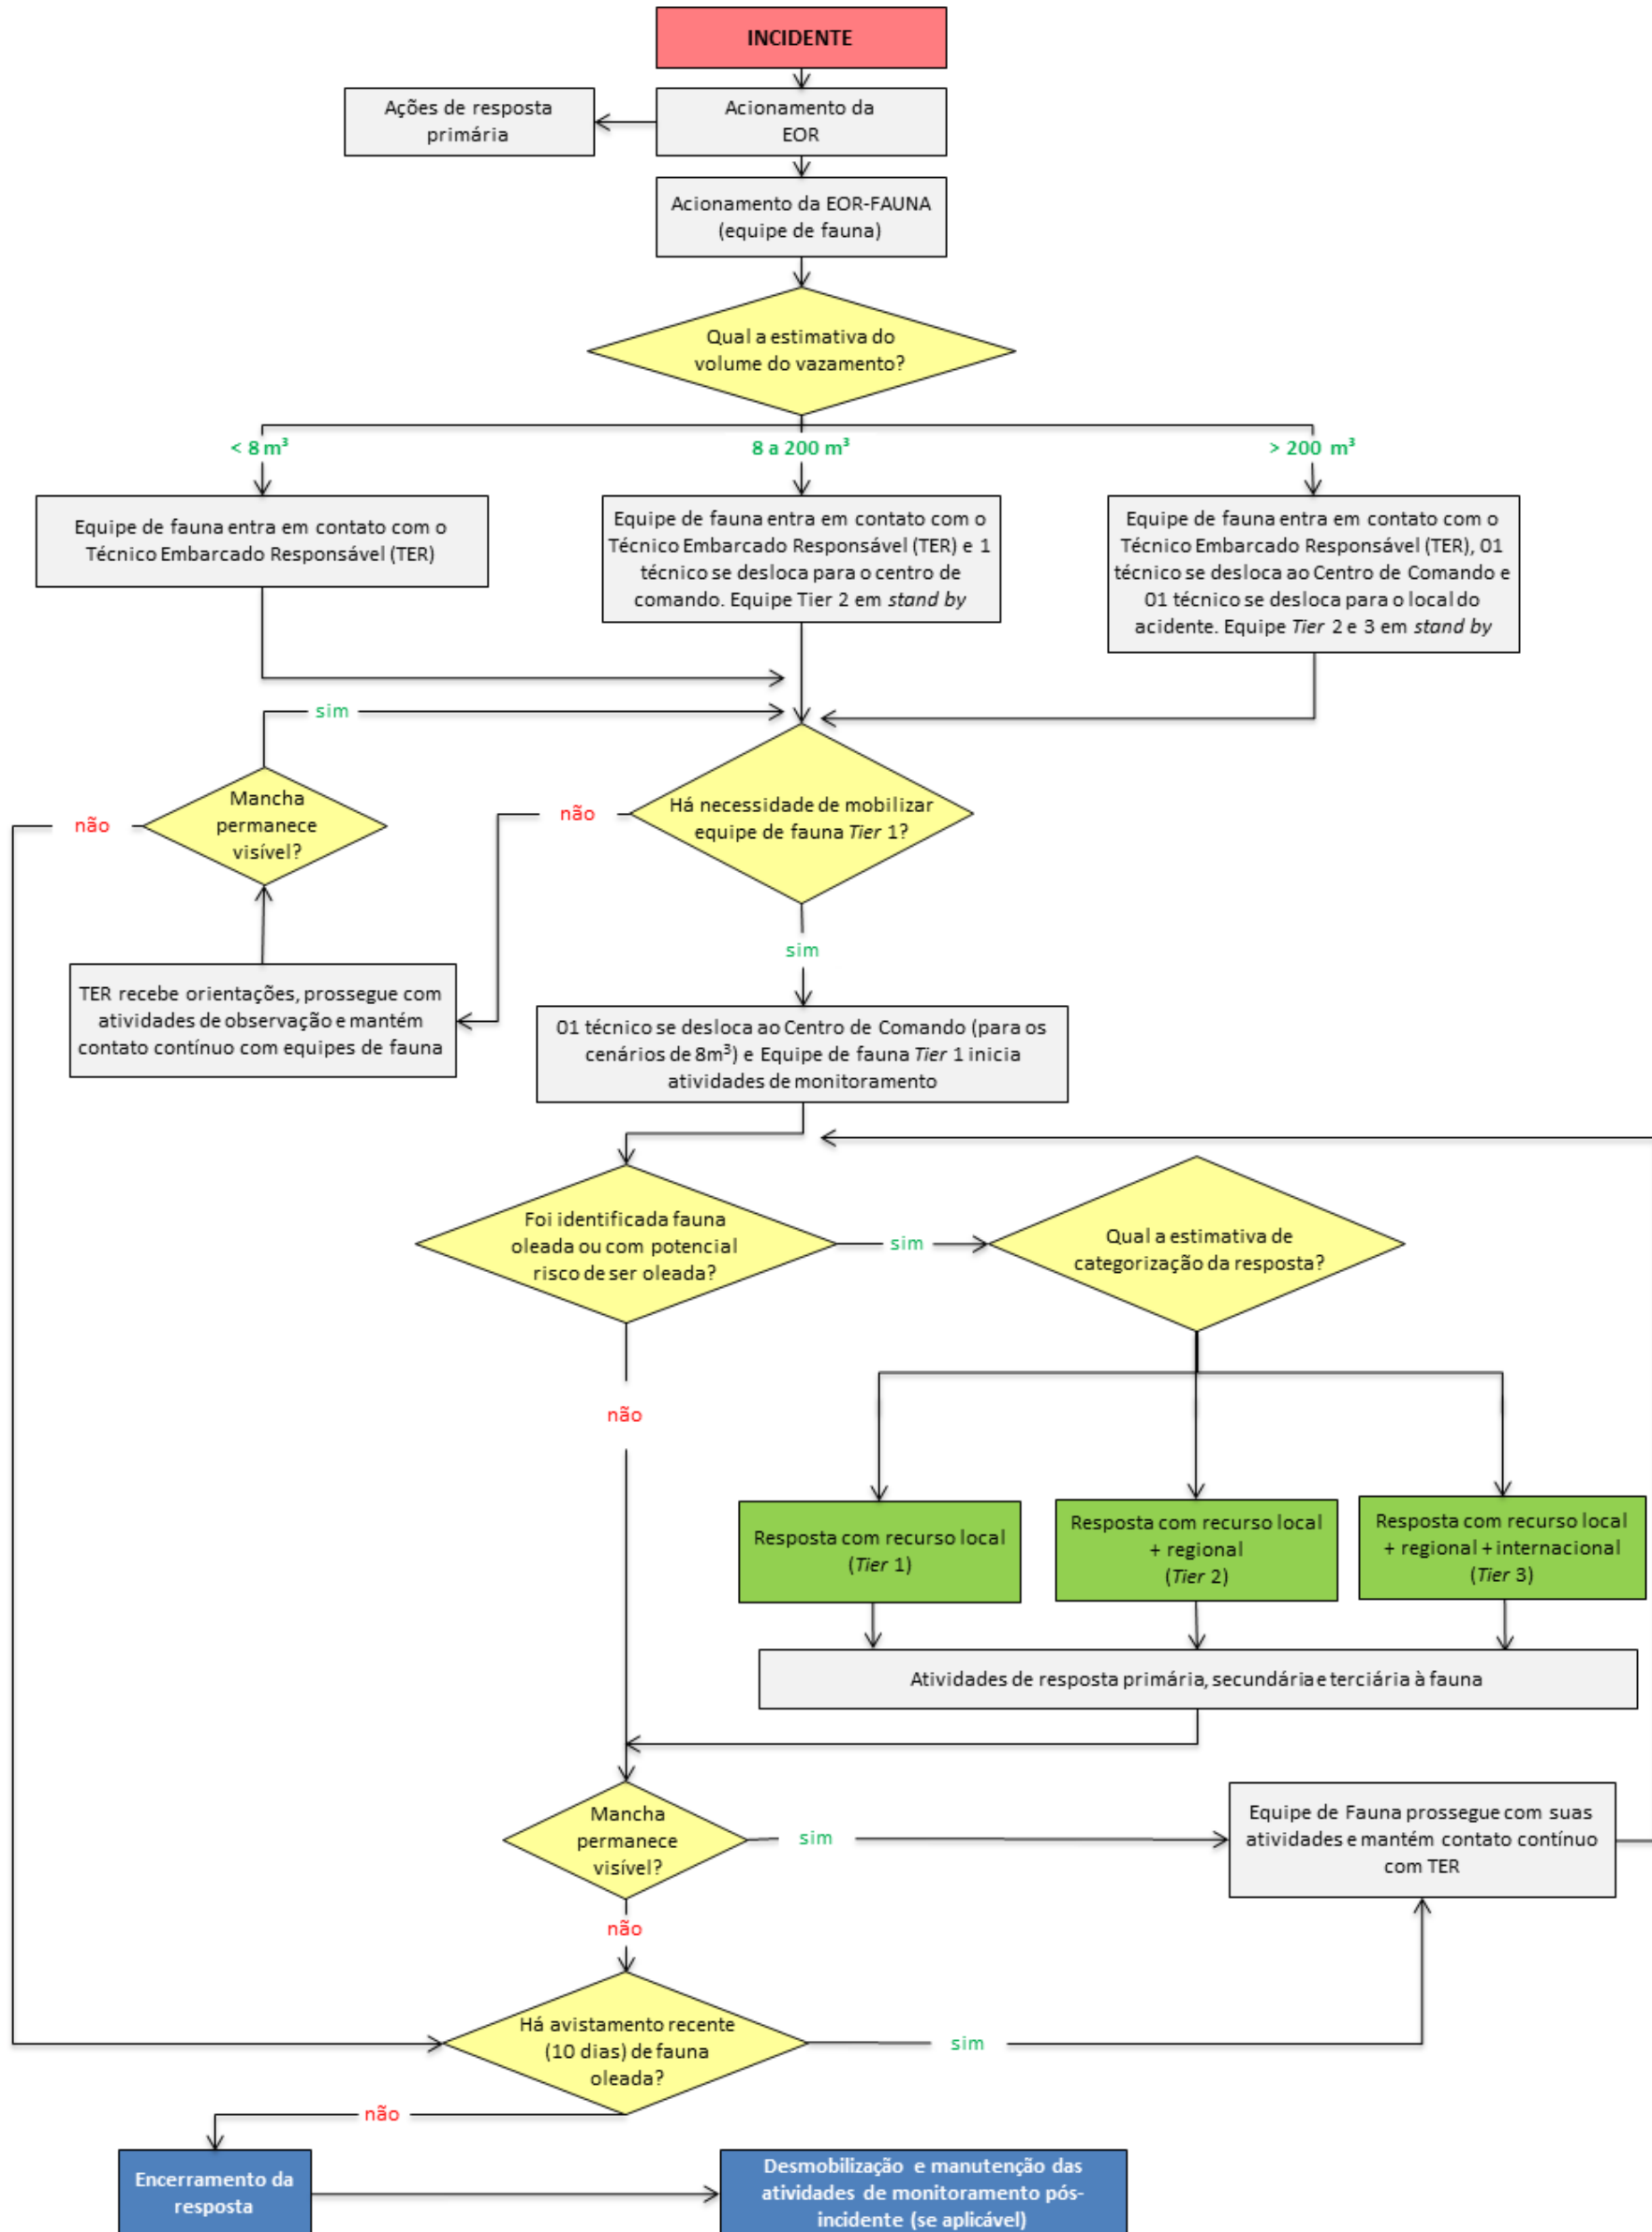 INCIDENTE
Ações de resposta
primária
Acionamento da
EOR
Acionamento da EOR-FAUNA
(equipe de fauna)
Qual a estimativa do
volume do vazamento?
< 8 m³
8 a 200 m³
> 200 m³
Equipe de fauna entra em contato com o
Técnico Embarcado Responsável (TER)
Equipe de fauna entra em contato com o
Técnico Embarcado Responsável (TER) e 1
técnico se desloca para o centro de
comando. Equipe Tier 2 em stand by
Equipe de fauna entra em contato com o
Técnico Embarcado Responsável (TER), 01
técnico se desloca ao Centro de Comando e
01 técnico se desloca para o local do
acidente. Equipe Tier 2 e 3 em stand by
sim
não
Mancha
permanece
visível?
não
Há necessidade de mobilizar
equipe de fauna Tier 1?
sim
TER recebe orientações, prossegue com
atividades de observação e mantém
contato contínuo com equipes de fauna
01 técnico se desloca ao Centro de Comando (para os
cenários de 8m³) e Equipe de fauna Tier 1 inicia
atividades de monitoramento
Foi identificada fauna
oleada ou com potencial
risco de ser oleada?
sim
Qual a estimativa de
categorização da resposta?
não
Resposta com recurso local
(Tier 1)
Resposta com recurso local
+ regional
(Tier 2)
Resposta com recurso local
+ regional + internacional
(Tier 3)
Atividades de resposta primária, secundária e terciária à fauna
Mancha
permanece
visível?
sim
Equipe de Fauna prossegue com suas
atividades e mantém contato contínuo
com TER
não
Há avistamento recente
(10 dias) de fauna
oleada?
sim
não
Encerramento da
resposta
Desmobilização e manutenção das
atividades de monitoramento pós-
incidente (se aplicável)